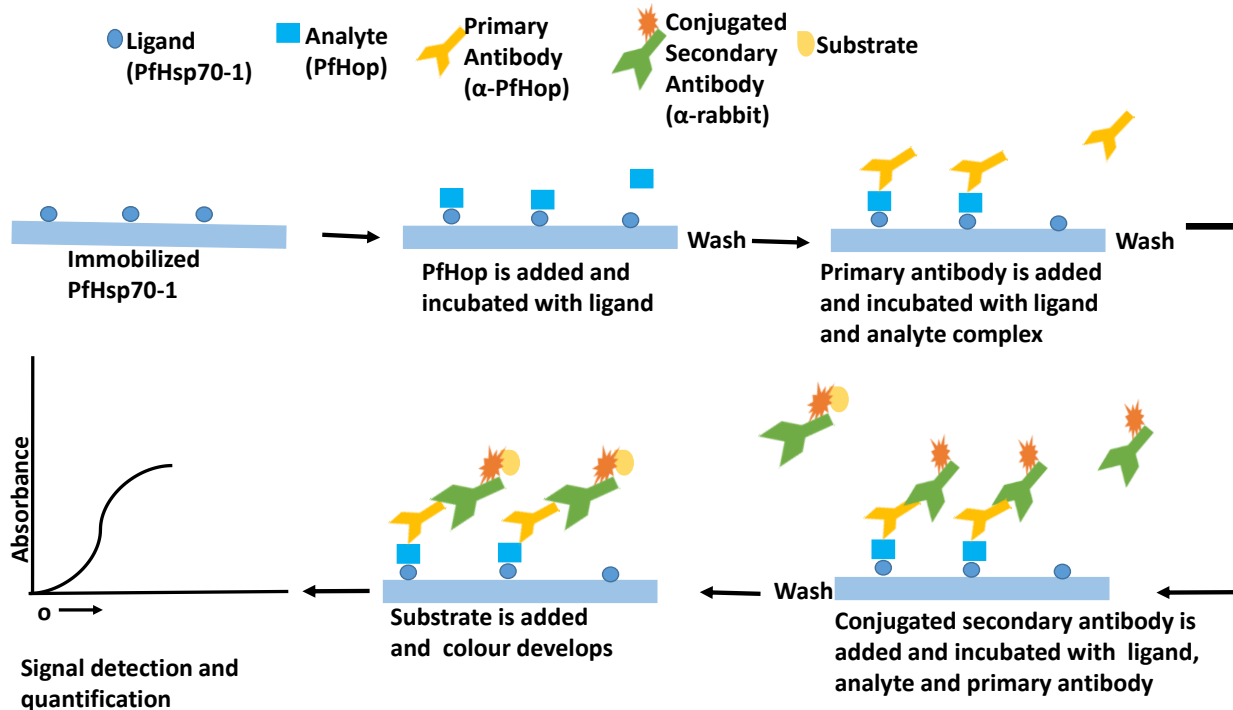 Ligand
(PfHsp70-1)
Analyte
(PfHop)
Primary
Antibody
(α-PfHop)
Conjugated
Secondary
Antibody
(α-rabbit)
Substrate
Immobilized
PfHsp70-1
PfHop is added and
incubated with ligand
Wash
Primary antibody is added
and incubated with ligand
and analyte complex
Wash
Conjugated secondary antibody is
added and incubated with ligand,
analyte and primary antibody
Wash
Substrate is added
and colour develops
Absorbance
o
Signal detection and
quantification